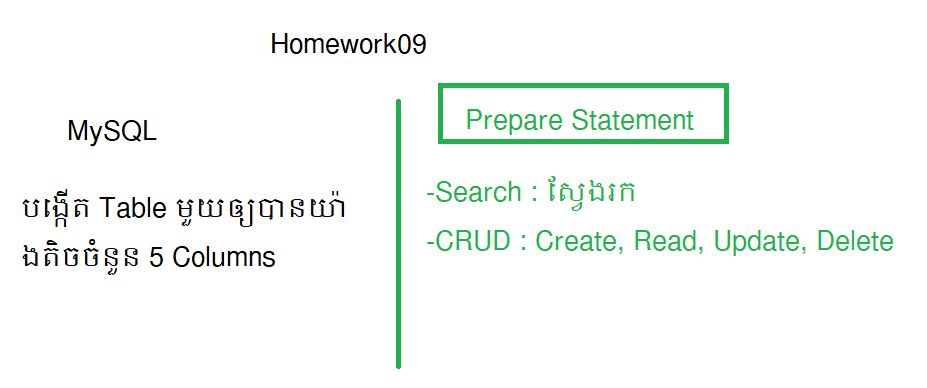 Homework09
MySQL
បង្កើត Table មួយឲ្យបានយ៉ា
ងតិចចំនួន 5 Columns
Prepare Statement
-Search : ស្វែងរក
-CRUD : Create, Read, Update, Delete